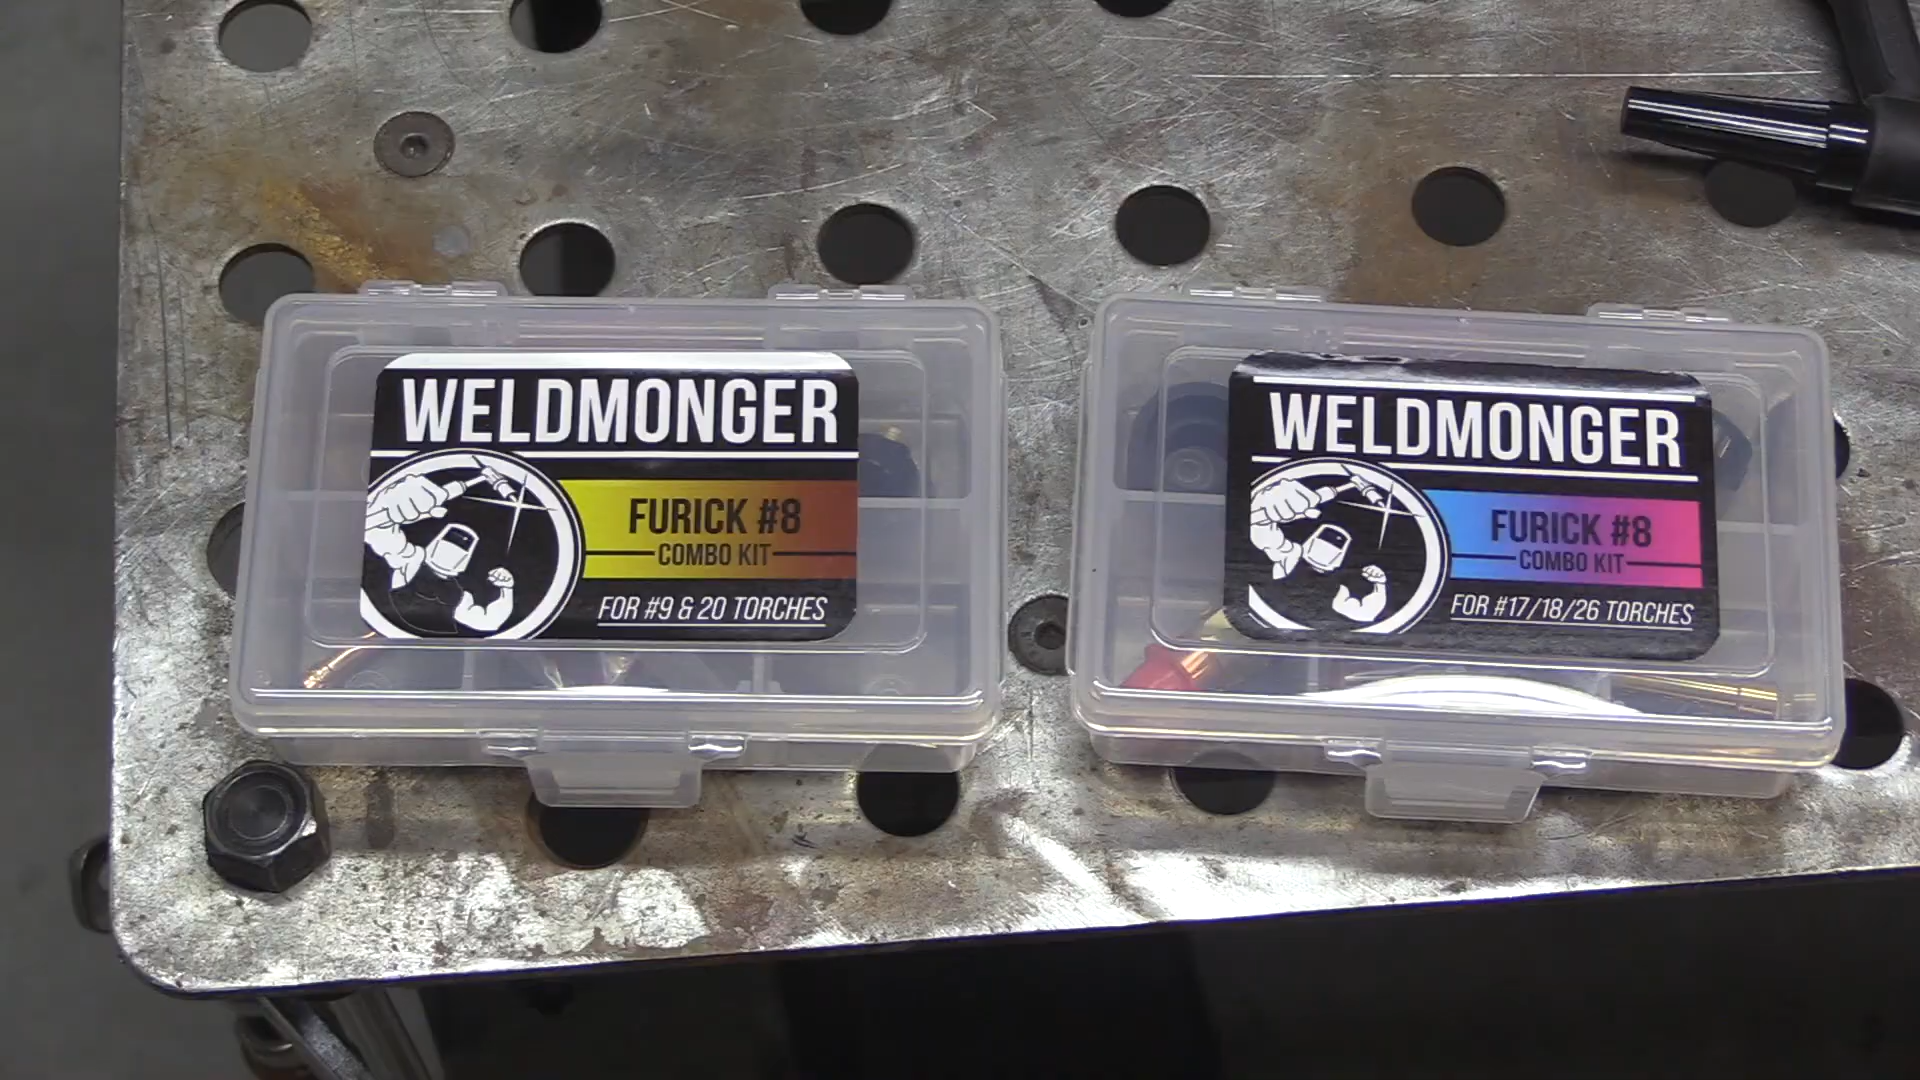 WELDMONGER
FURICK #8
COMBO KIT
FOR #9 & 20 TORCHES
WELDMONGER
FURICK #8
COMBO KIT
FOR #17/18/26 TORCHES